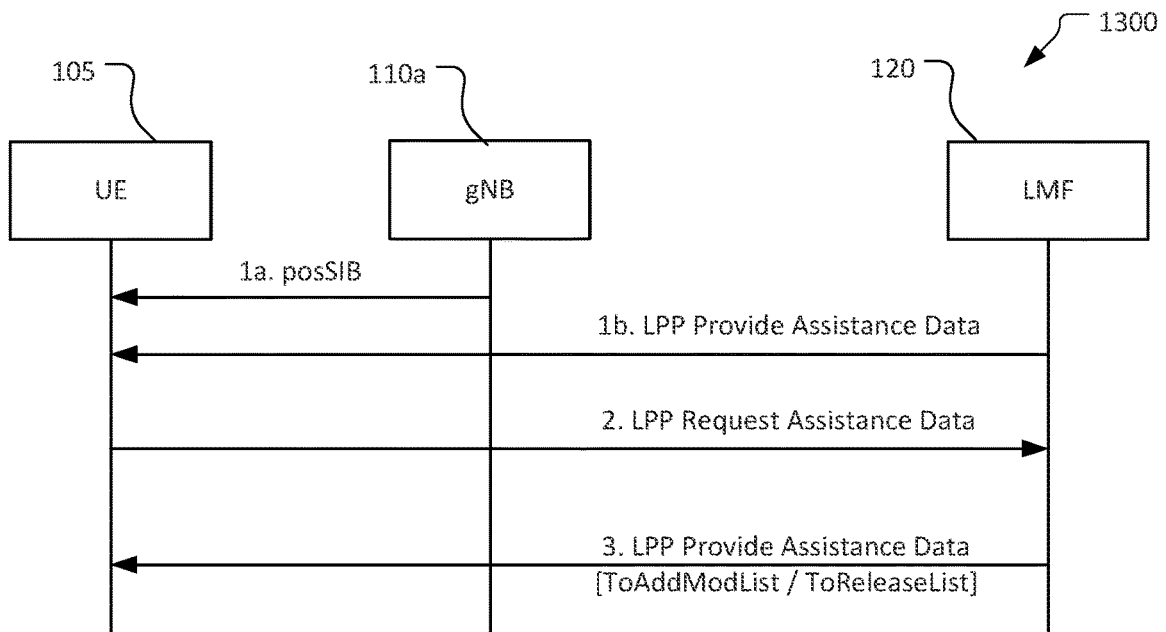 1300
105
110a
120
UE
gNB
LMF
1a. posSIB
1b. LPP Provide Assistance Data
2. LPP Request Assistance Data
3. LPP Provide Assistance Data
[ToAddModList / ToReleaseList]